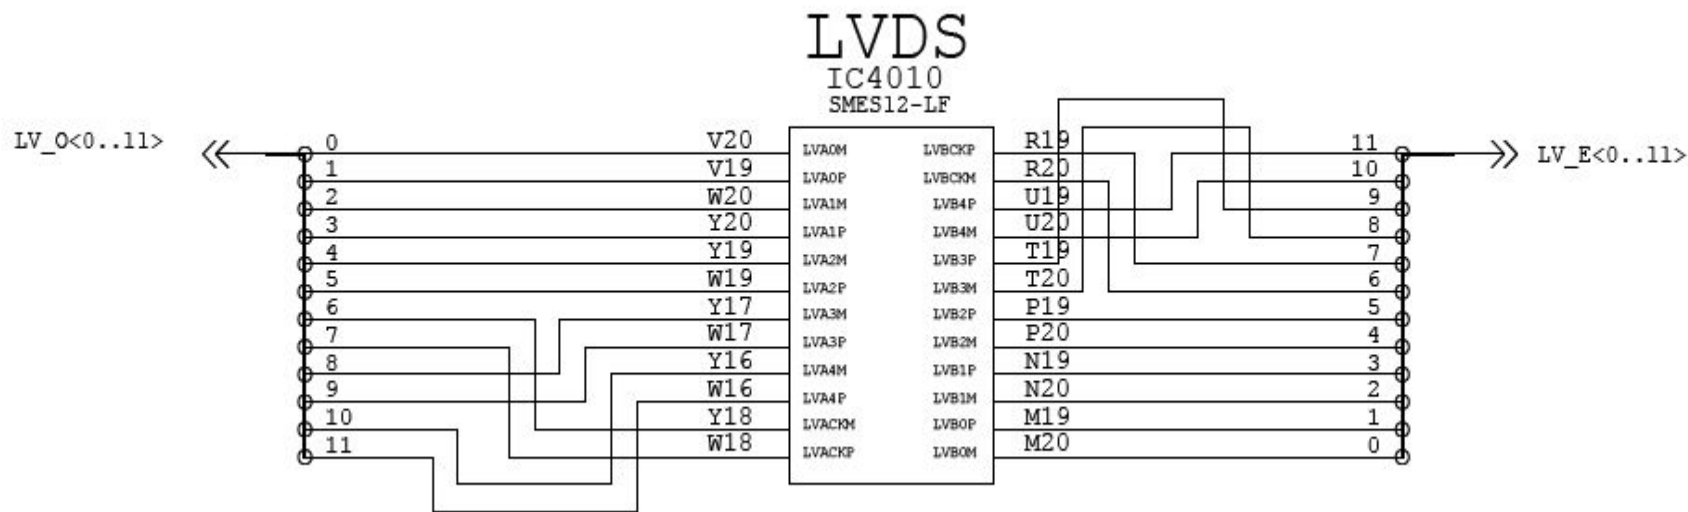 LVDS
IC4010
SMES12-LF
LV_O<0..11>
LV_E<0..11>
0 V20 LVA0M LVBCKP R19 11
1 V19 LVA0P LVBCKM R20 10
2 W20 LVA1M LVB4P U19 9
3 Y20 LVA1P LVB4M U20 8
4 Y19 LVA2M LVB3P T19 7
5 W19 LVA2P LVB3M T20 6
6 Y17 LVA3M LVB2P P19 5
7 W17 LVA3P LVB2M P20 4
8 Y16 LVA4M LVB1P N19 3
9 W16 LVA4P LVB1M N20 2
10 Y18 LVACKM LVB0P M19 1
11 W18 LVACKP LVB0M M20 0